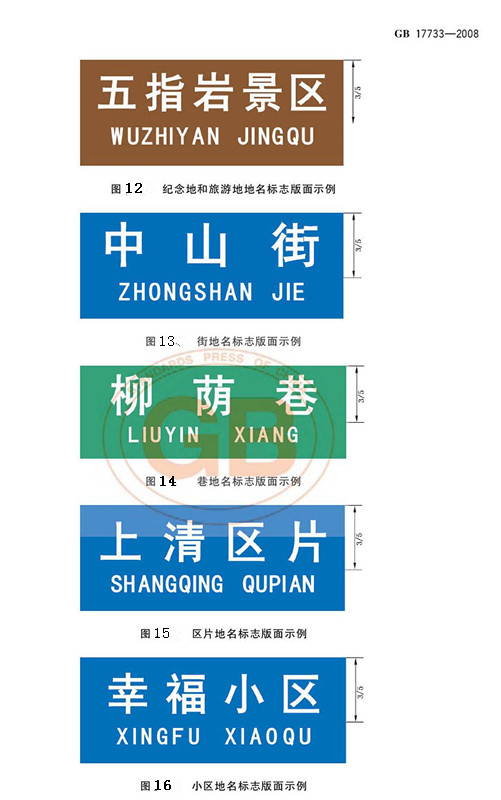 GB 17733—2008
五指岩景区
WUZHIYAN JINGQU
3/5
图12 纪念地和旅游地地名标志版面示例
中山街
ZHONGSHAN JIE
3/5
图13 街地名标志版面示例
柳荫巷
LIUYIN XIANG
3/5
图14 巷地名标志版面示例
上清区片
SHANGQING QUPIAN
3/5
图15 区片地名标志版面示例
幸福小区
XINGFU XIAOQU
3/5
图16 小区地名标志版面示例